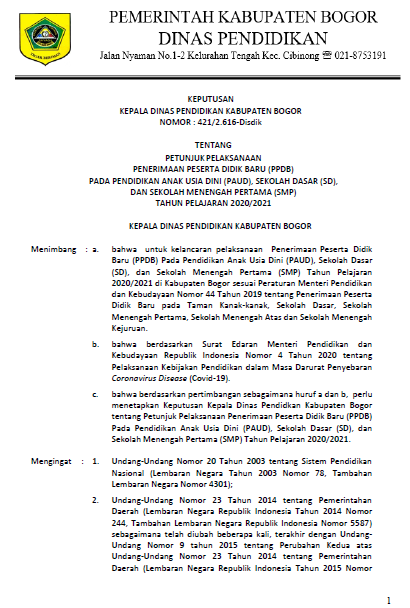 PEMERINTAH KABUPATEN BOGOR
DINAS PENDIDIKAN
Jalan Nyaman No.1-2 Kelurahan Tengah Kec. Cibinong ☏ 021-8753191
KEPUTUSAN
KEPALA DINAS PENDIDIKAN KABUPATEN BOGOR
NOMOR : 421/2.616-Disdik
TENTANG
PETUNJUK PELAKSANAAN
PENERIMAAN PESERTA DIDIK BARU (PPDB)
PADA PENDIDIKAN ANAK USIA DINI (PAUD), SEKOLAH DASAR (SD),
DAN SEKOLAH MENENGAH PERTAMA (SMP)
TAHUN PELAJARAN 2020/2021
KEPALA DINAS PENDIDIKAN KABUPATEN BOGOR
Menimbang : a. bahwa untuk kelancaran pelaksanaan Penerimaan Peserta Didik
Baru (PPDB) Pada Pendidikan Anak Usia Dini (PAUD), Sekolah Dasar
(SD), dan Sekolah Menengah Pertama (SMP) Tahun Pelajaran
2020/2021 di Kabupaten Bogor sesuai Peraturan Menteri Pendidikan
dan Kebudayaan Nomor 44 Tahun 2019 tentang Penerimaan Peserta
Didik Baru pada Taman Kanak-kanak, Sekolah Dasar, Sekolah
Menengah Pertama, Sekolah Menengah Atas dan Sekolah Menengah
Kejuruan.
b. bahwa berdasarkan Surat Edaran Menteri Pendidikan dan
Kebudayaan Republik Indonesia Nomor 4 Tahun 2020 tentang
Pelaksanaan Kebijakan Pendidikan dalam Masa Darurat Penyebaran
Coronavirus Disease (Covid-19).
c. bahwa berdasarkan pertimbangan sebagaimana huruf a dan b, perlu
menetapkan Keputusan Kepala Dinas Pendidkan Kabupaten Bogor
tentang Petujuk Pelaksanaan Penerimaan Peserta Didik Baru (PPDB)
Pada Pendidikan Anak Usia Dini (PAUD), Sekolah Dasar (SD), dan
Sekolah Menengah Pertama (SMP) Tahun Pelajaran 2020/2021.
Mengingat : 1. Undang-Undang Nomor 20 Tahun 2003 tentang Sistem Pendidikan
Nasional (Lembaran Negara Tahun 2003 Nomor 78, Tambahan
Lembaran Negara Nomor 4301);
2. Undang-Undang Nomor 23 Tahun 2014 tentang Pemerintahan
Daerah (Lembaran Negara Republik Indonesia Tahun 2014 Nomor
244, Tambahan Lembaran Negara Republik Indonesia Nomor 5587)
sebagaimana telah diubah beberapa kali, terakhir dengan Undang-
Undang Nomor 9 tahun 2015 tentang Perubahan Kedua atas
Undang-Undang Nomor 23 Tahun 2014 tentang Pemerintahan
Daerah (Lembaran Negara Republik Indonesia Tahun 2015 Nomor
1